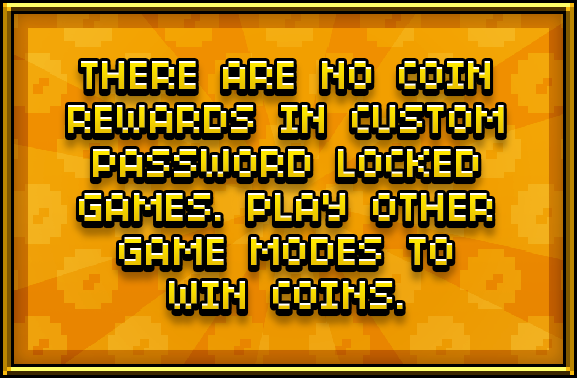 THERE ARE NO COIN
REWARDS IN CUSTOM
PASSWORD LOCKED
GAMES. PLAY OTHER
GAME MODES TO
WIN COINS.